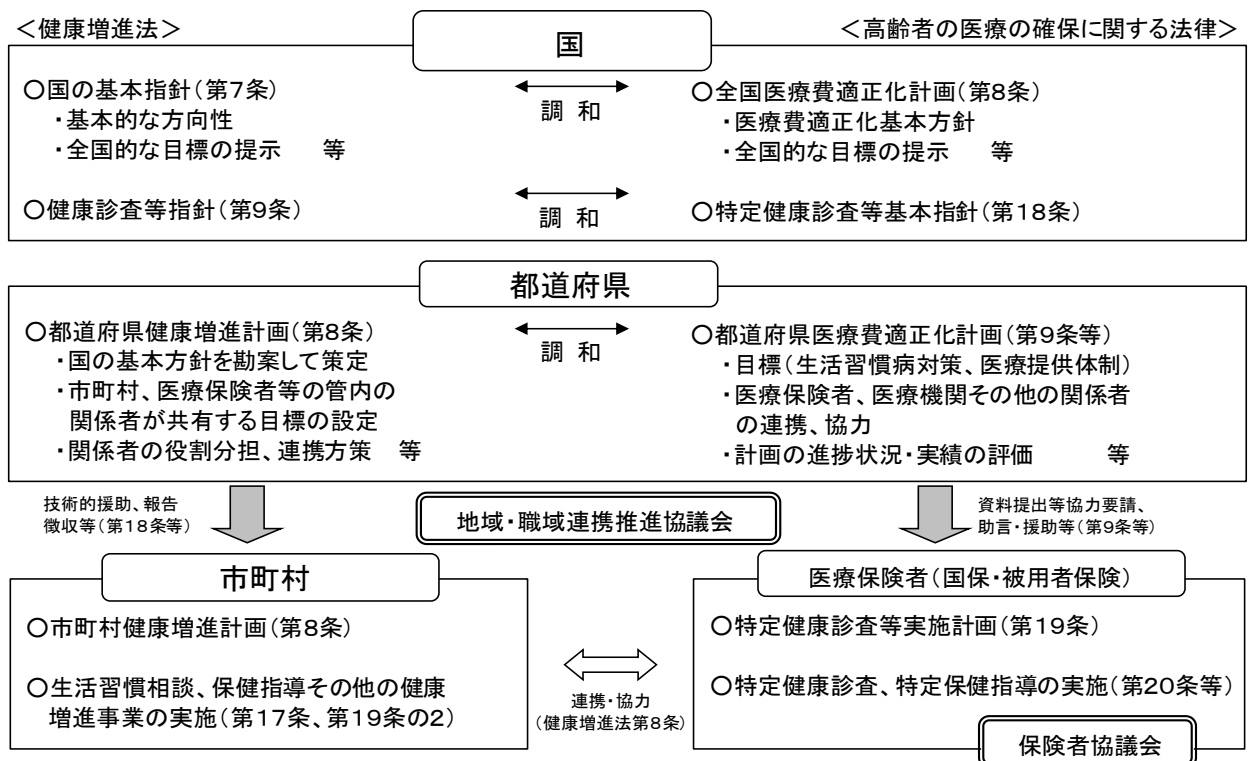 ＜健康増進法＞
＜高齢者の医療の確保に関する法律＞
国
○国の基本指針（第７条）
・基本的な方向性
・全国的な目標の提示　等
調 和
○全国医療費適正化計画（第８条）
・医療費適正化基本方針
・全国的な目標の提示　等
○健康診査等指針（第９条）
調 和
○特定健康診査等基本指針（第１８条）
都道府県
○都道府県健康増進計画（第８条）
・国の基本方針を勘案して策定
・市町村、医療保険者等の管内の
関係者が共有する目標の設定
・関係者の役割分担、連携方策　等
調 和
○都道府県医療費適正化計画（第９条等）
・目標（生活習慣病対策、医療提供体制）
・医療保険者、医療機関その他の関係者
の連携、協力
・計画の進捗状況・実績の評価　等
技術的援助、報告
徴収等（第１８条等）
地域・職域連携推進協議会
資料提出等協力要請、
助言・援助等（第９条等）
市町村
○市町村健康増進計画（第８条）
○生活習慣相談、保健指導その他の健康
増進事業の実施（第１７条、第１９条の２）
連携・協力
（健康増進法第８条）
医療保険者（国保・被用者保険）
○特定健康診査等実施計画（第１９条）
○特定健康診査、特定保健指導の実施（第２０条等）
保険者協議会